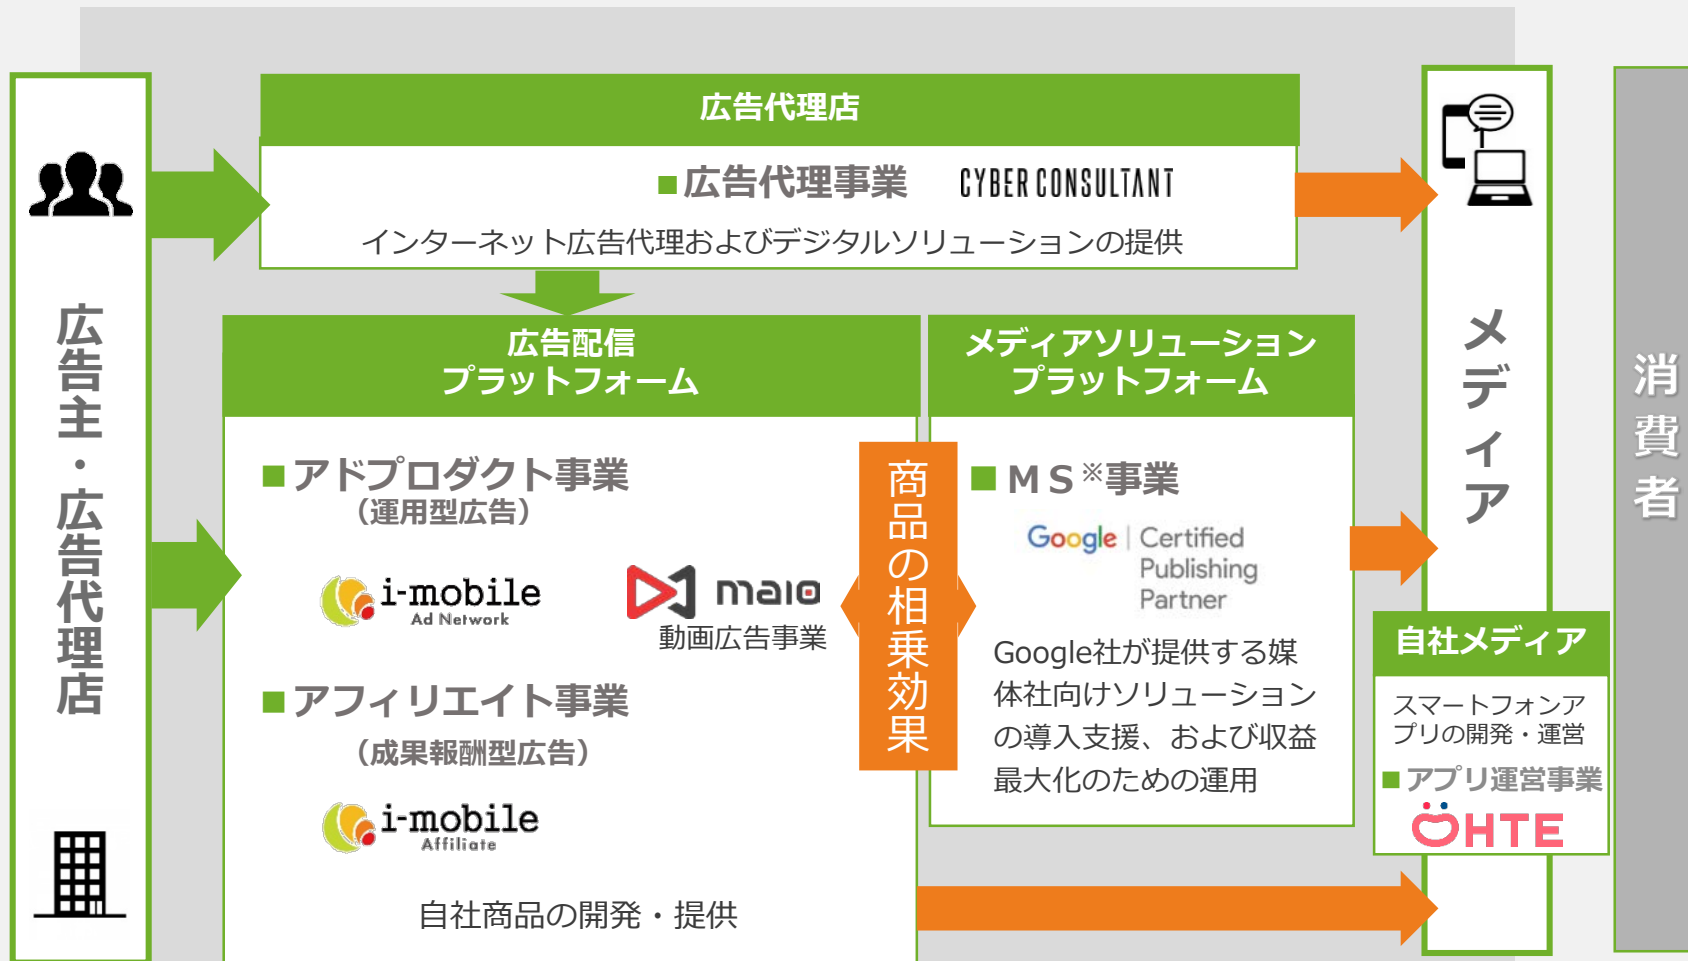 広告主・広告代理店
広告代理店
■広告代理事業 CYBER CONSULTANT
インターネット広告代理およびデジタルソリューションの提供
広告配信
プラットフォーム
■アドプロダクト事業
（運用型広告）
i-mobile
Ad Network
maio
動画広告事業
■アフィリエイト事業
（成果報酬型広告）
i-mobile
Affiliate
自社商品の開発・提供
商品の相乗効果
メディアソリューション
プラットフォーム
■ＭＳ※事業
Google Certified
Publishing
Partner
Google社が提供する媒
体社向けソリューション
の導入支援、および収益
最大化のための運用
メディア
自社メディア
スマートフォンア
プリの開発・運営
■アプリ運営事業
OHTE
消費者